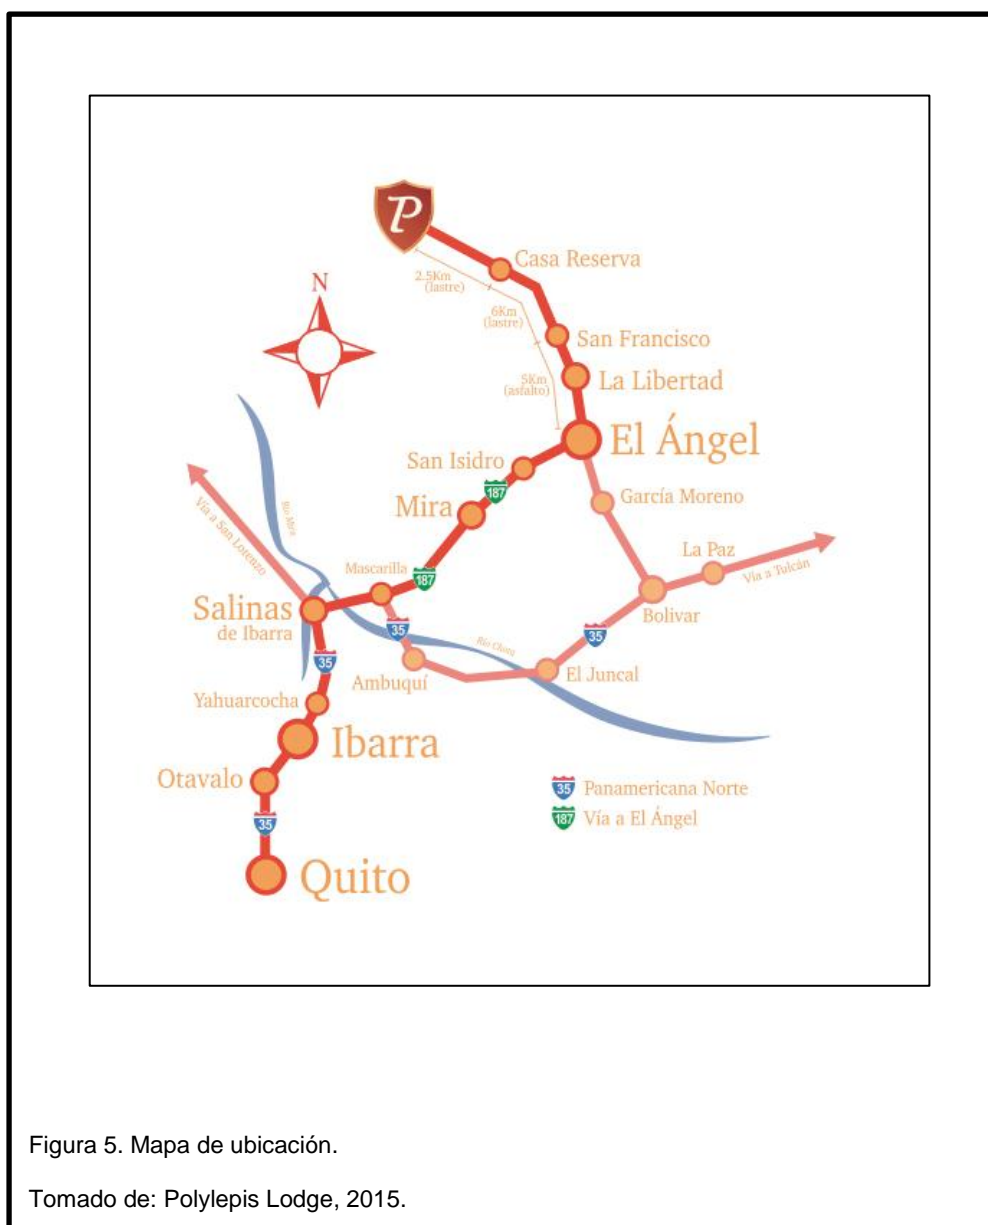 P
Casa Reserva
2.5Km
(lastre)
N
6Km
(lastre)
San Francisco
La Libertad
5Km
(asfalto)
El Ángel
San Isidro
187
García Moreno
Mira
Río Mira
Vía a San Lorenzo
La Paz
Vía a Tulcán
Mascarilla
187
Bolivar
Salinas
de Ibarra
35
35
Río Chota
35
Ambuquí
El Juncal
Yahuarcocha
Ibarra
Otavalo
35 Panamericana Norte
187 Vía a El Ángel
35
Quito
Figura 5. Mapa de ubicación.
Tomado de: Polylepis Lodge, 2015.